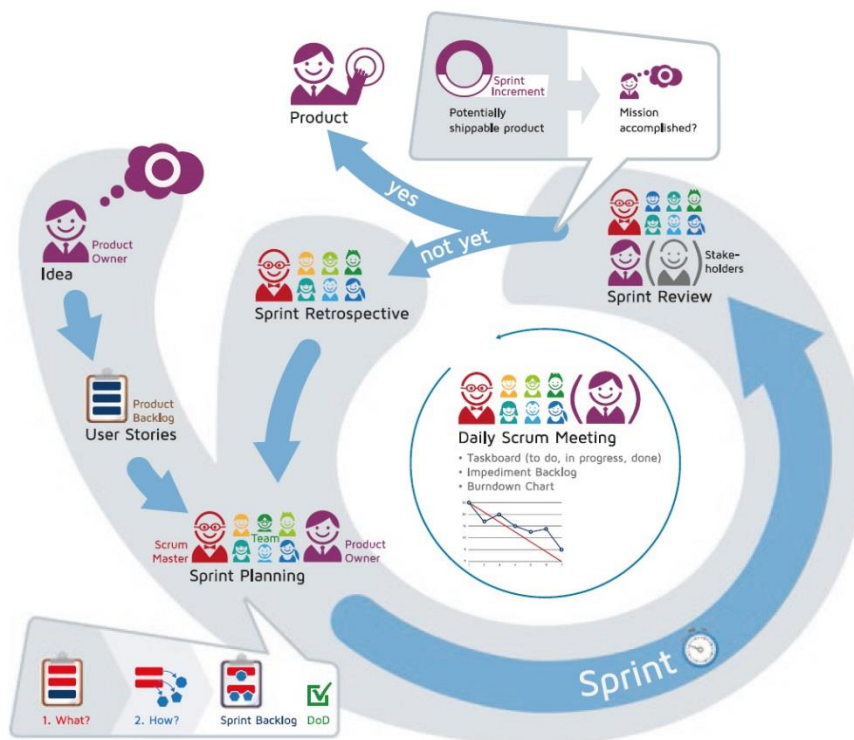 Sprint
Increment
Potentially
shippable product
Mission
accomplished?
Product
yes
not yet
Product
Owner
Idea
Stake-
holders
Sprint Review
Sprint Retrospective
Product
Backlog
User Stories
Daily Scrum Meeting
• Taskboard (to do, in progress, done)
• Impediment Backlog
• Burndown Chart
Scrum
Master
Team
Product
Owner
Sprint Planning
Sprint
1. What?
2. How?
Sprint Backlog
DoD